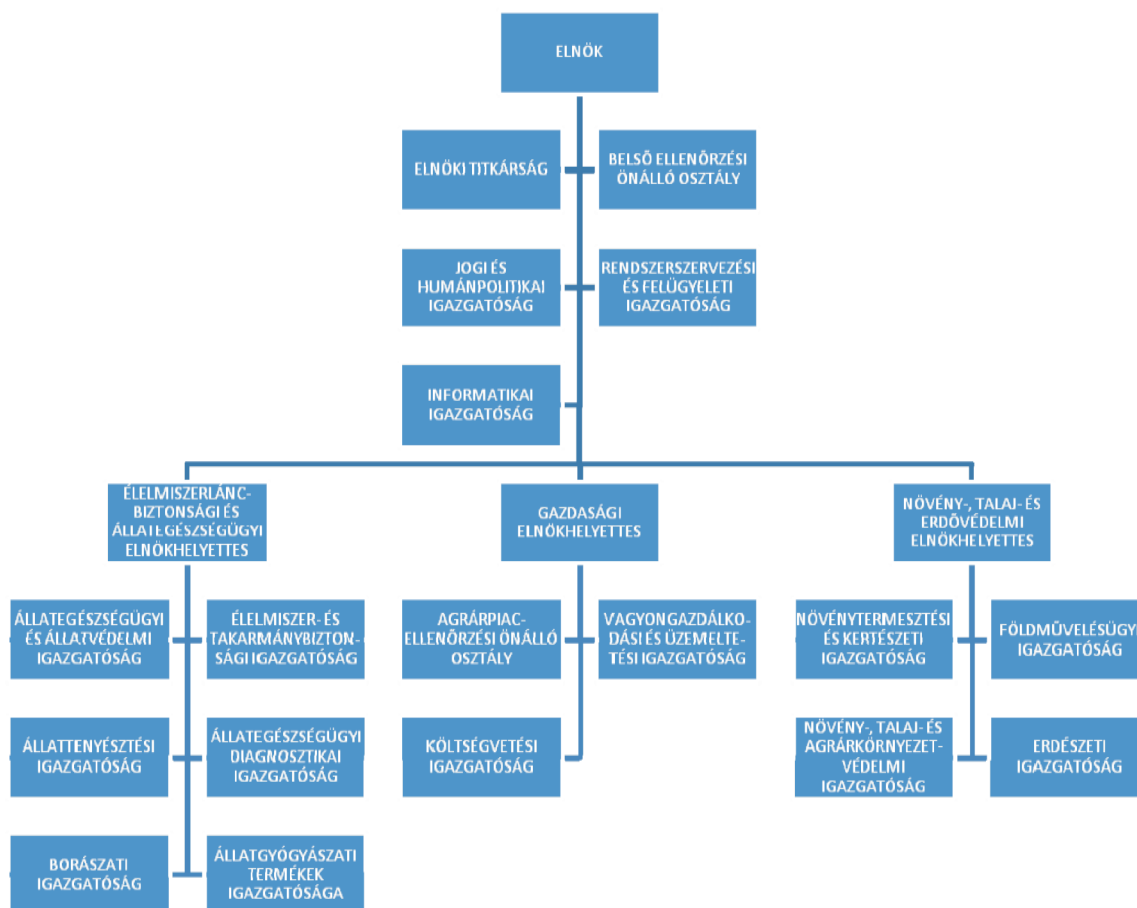 ELNÖK
ELNÖKI TITKÁRSÁG
BELSŐ ELLENŐRZÉSI
ÖNÁLLÓ OSZTÁLY
JOGI ÉS
HUMÁNPOLITIKAI
IGAZGATÓSÁG
RENDSZERSZERVEZÉSI
ÉS FELÜGYELETI
IGAZGATÓSÁG
INFORMATIKAI
IGAZGATÓSÁG
ÉLELMISZERLÁNC-
BIZTONSÁGI ÉS
ÁLLATEGÉSZSÉGÜGYI
ELNÖKHELYETTES
GAZDASÁGI
ELNÖKHELYETTES
NÖVÉNY-, TALAJ- ÉS
ERDŐVÉDELMI
ELNÖKHELYETTES
ÁLLATEGÉSZSÉGÜGYI
ÉS ÁLLATVÉDELMI
IGAZGATÓSÁG
ÉLELMISZER- ÉS
TAKARMÁNYBIZTON-
SÁGI IGAZGATÓSÁG
AGRÁRPIAC-
ELLENŐRZÉSI ÖNÁLLÓ
OSZTÁLY
VAGYONGAZDÁLKO-
DÁSI ÉS ÜZEMELTE-
TÉSI IGAZGATÓSÁG
NÖVÉNYTERMESZTÉSI
ÉS KERTÉSZETI
IGAZGATÓSÁG
FÖLDMŰVELÉSÜGYI
IGAZGATÓSÁG
ÁLLATTENYÉSZTÉSI
IGAZGATÓSÁG
ÁLLATEGÉSZSÉGÜGYI
DIAGNOSZTIKAI
IGAZGATÓSÁG
KÖLTSÉGVETÉSI
IGAZGATÓSÁG
NÖVÉNY-, TALAJ- ÉS
AGRÁRKÖRNYEZET-
VÉDELMI
IGAZGATÓSÁG
ERDÉSZETI
IGAZGATÓSÁG
BORÁSZATI
IGAZGATÓSÁG
ÁLLATGYÓGYÁSZATI
TERMÉKEK
IGAZGATÓSÁGA